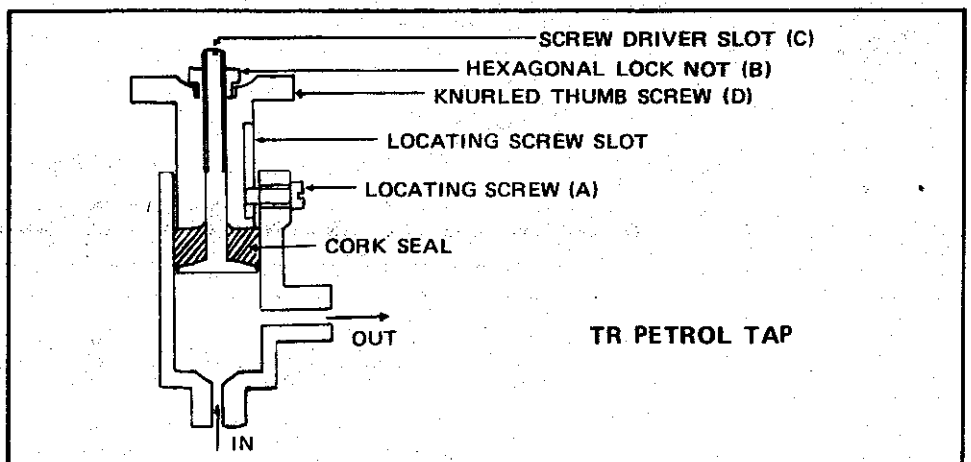 SCREW DRIVER SLOT (C)
HEXAGONAL LOCK NOT (B)
KNURLED THUMB SCREW (D)
LOCATING SCREW SLOT
LOCATING SCREW (A)
CORK SEAL
OUT
TR PETROL TAP
IN